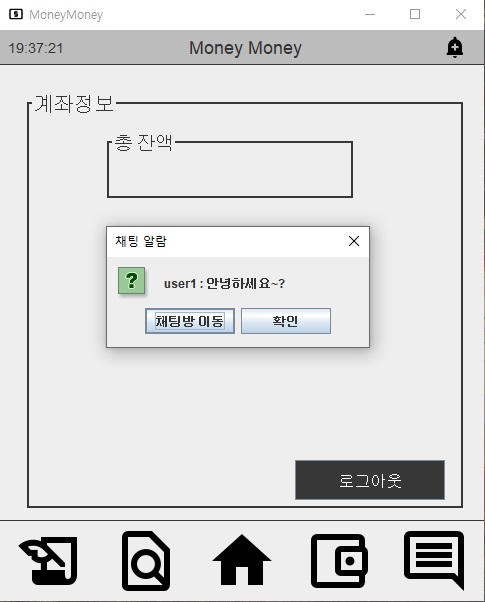 MoneyMoney
19:37:21
Money Money
계좌정보
총 잔액
채팅 알람
?
user1 : 안녕하세요~?
채팅방 이동
확인
로그아웃